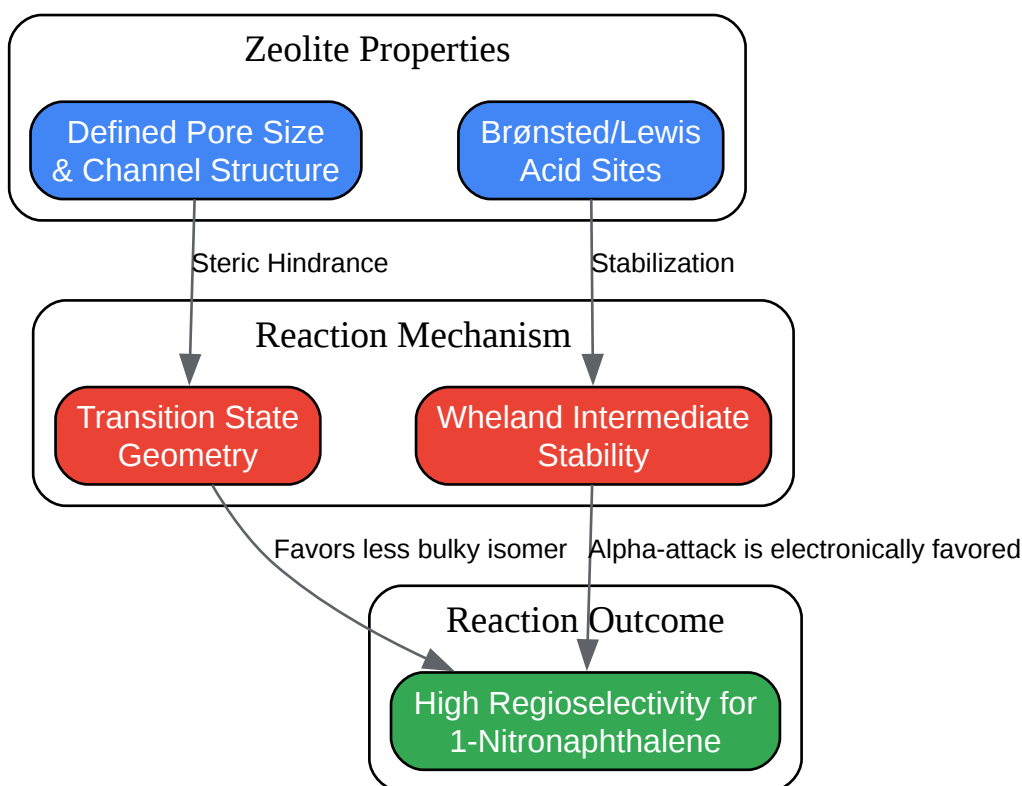 Zeolite Properties
Defined Pore Size
& Channel Structure
Brønsted/Lewis
Acid Sites
Steric Hindrance
Stabilization
Reaction Mechanism
Transition State
Geometry
Wheland Intermediate
Stability
Favors less bulky isomer
Alpha-attack is electronically favored
Reaction Outcome
High Regioselectivity for
1-Nitronaphthalene